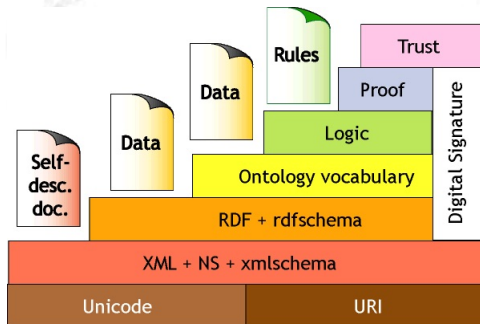 Trust
Rules
Proof
Data
Logic
Data
Self-
desc.
doc.
Ontology vocabulary
Digital Signature
RDF + rdfschema
XML + NS + xmlschema
Unicode
URI